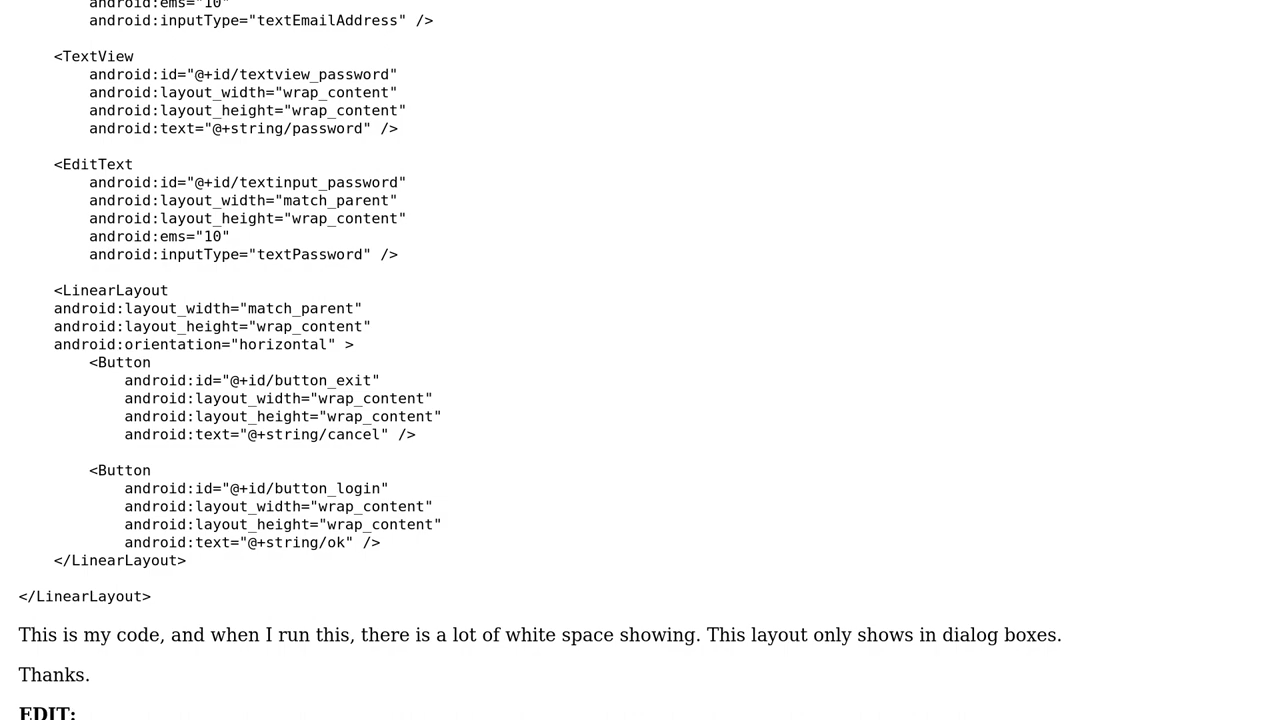 android:ems="10"
android:inputType="textEmailAddress" />
<TextView
android:id="@+id/textview_password"
android:layout_width="wrap_content"
android:layout_height="wrap_content"
android:text="@+string/password" />
<EditText
android:id="@+id/textinput_password"
android:layout_width="match_parent"
android:layout_height="wrap_content"
android:ems="10"
android:inputType="textPassword" />
<LinearLayout
android:layout_width="match_parent"
android:layout_height="wrap_content"
android:orientation="horizontal" >
<Button
android:id="@+id/button_exit"
android:layout_width="wrap_content"
android:layout_height="wrap_content"
android:text="@+string/cancel" />
<Button
android:id="@+id/button_login"
android:layout_width="wrap_content"
android:layout_height="wrap_content"
android:text="@+string/ok" />
</LinearLayout>
</LinearLayout>
This is my code, and when I run this, there is a lot of white space showing. This layout only shows in dialog boxes.
Thanks.
EDIT: